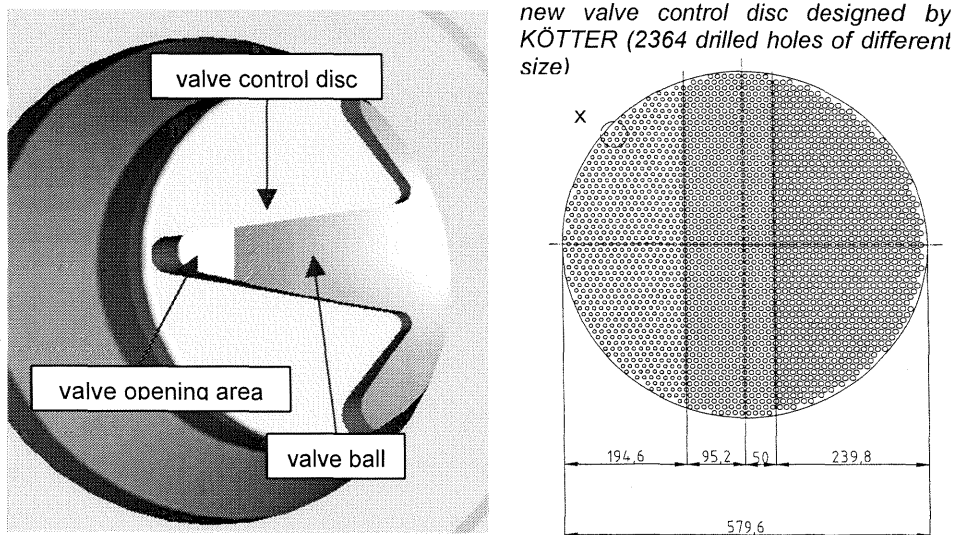 valve control disc
valve opening area
valve ball
new valve control disc designed by
KÖTTER (2364 drilled holes of different
size)
X
194,6 95,2 50 239,8
579,6